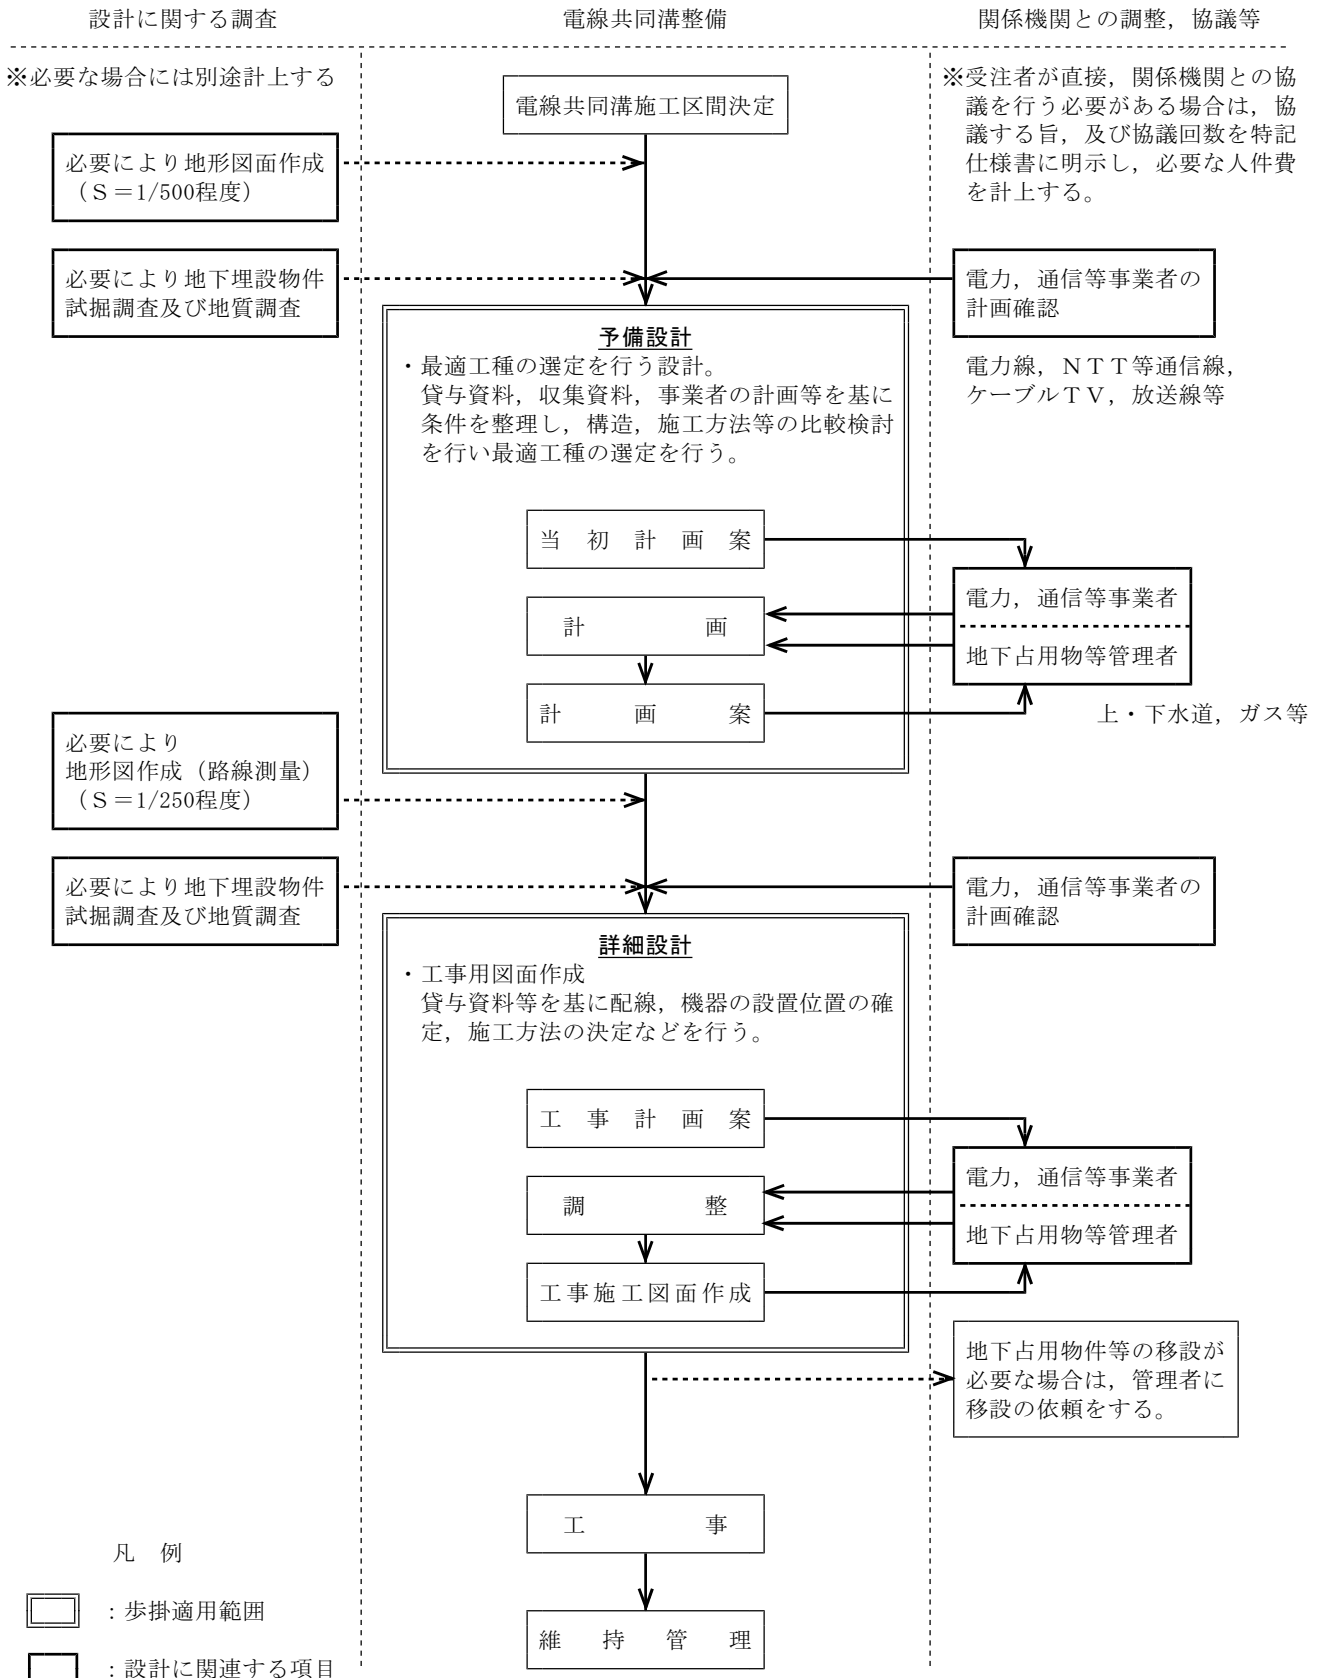 設計に関する調査
電線共同溝整備
関係機関との調整，協議等
※必要な場合には別途計上する
※受注者が直接，関係機関との協
議を行う必要がある場合は，協
議する旨，及び協議回数を特記
仕様書に明示し，必要な人件費
を計上する。
電線共同溝施工区間決定
必要により地形図面作成
（Ｓ＝1/500程度）
必要により地下埋設物件
試掘調査及び地質調査
電力，通信等事業者の
計画確認
電力線，ＮＴＴ等通信線，
ケーブルＴＶ，放送線等
予備設計
・最適工種の選定を行う設計。
貸与資料，収集資料，事業者の計画等を基に
条件を整理し，構造，施工方法等の比較検討
を行い最適工種の選定を行う。
当　初　計　画　案
計　　　　　画
計　　　画　　　案
電力，通信等事業者
地下占用物等管理者
上・下水道，ガス等
必要により
地形図作成（路線測量）
（Ｓ＝1/250程度）
必要により地下埋設物件
試掘調査及び地質調査
電力，通信等事業者の
計画確認
詳細設計
・工事用図面作成
貸与資料等を基に配線，機器の設置位置の確
定，施工方法の決定などを行う。
工　事　計　画　案
調　　　　　整
工事施工図面作成
電力，通信等事業者
地下占用物等管理者
地下占用物件等の移設が
必要な場合は，管理者に
移設の依頼をする。
工　　　　　事
維　持　管　理
凡　例
：歩掛適用範囲
：設計に関連する項目